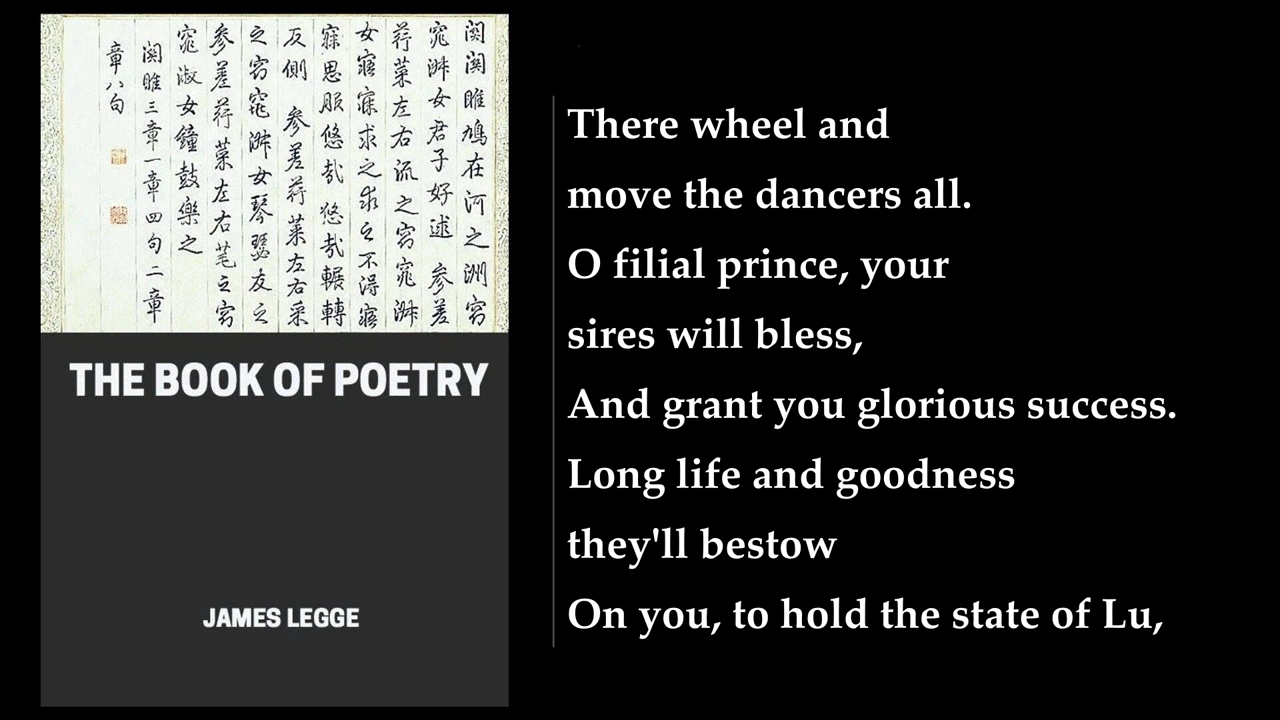 関関雎鳩在河之洲窈
窕淑女君子好逑 參差
荇菜左右流之窈窕淑
女寤寐求之求之不得寤
寐思服悠哉悠哉輾轉
反側 參差荇菜左右采
之窈窕淑女琴瑟友之
參差荇菜左右芼之窈
窕淑女鐘鼓樂之
関雎三章一章四句二章
章八句
THE BOOK OF POETRY
JAMES LEGGE
There wheel and
move the dancers all.
O filial prince, your
sires will bless,
And grant you glorious success.
Long life and goodness
they'll bestow
On you, to hold the state of Lu,